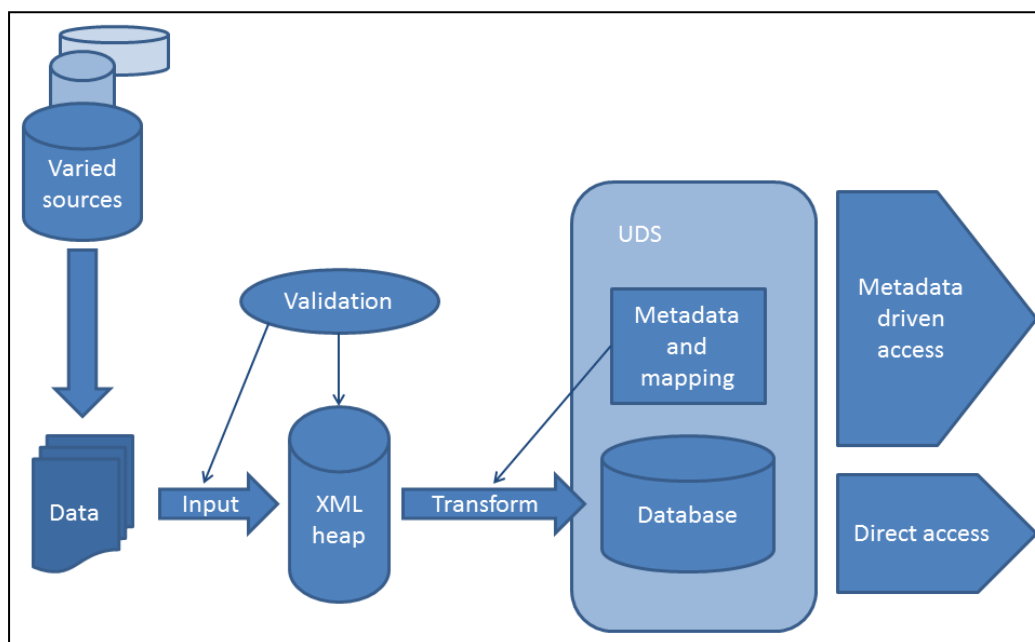 Varied
sources
UDS
Validation
Metadata
and
mapping
Metadata
driven
access
Data
Input
XML
heap
Transform
Database
Direct access